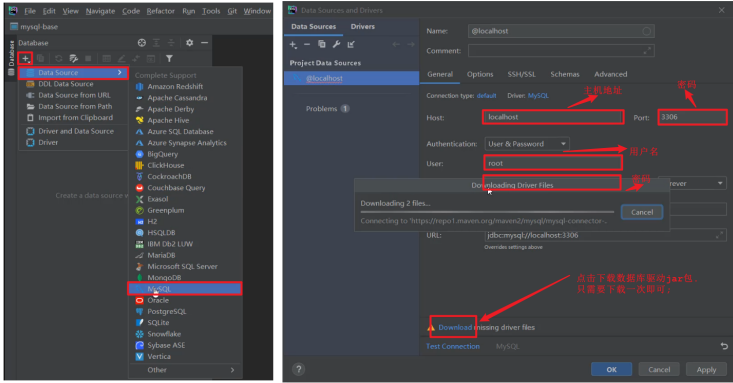 File Edit View Navigate Code Refactor Run Tools Git Window
mysql-base
Database
Database
Data Source
DDL Data Source
Data Source from URL
Data Source from Path
Import from Clipboard
Driver and Data Source
Driver
Create a data source
Complete Support
Amazon Redshift
Apache Cassandra
Apache Derby
Apache Hive
Azure SQL Database
Azure Synapse Analytics
BigQuery
ClickHouse
CockroachDB
Couchbase Query
Exasol
Greenplum
H2
HSQLDB
IBM Db2 LUW
MariaDB
Microsoft SQL Server
MongoDB
MySQL
Oracle
PostgreSQL
SQLite
Snowflake
Sybase ASE
Vertica
Other
Data Sources and Drivers
Data Sources Drivers
Project Data Sources
@localhost
Problems 1
Name: @localhost
Comment:
General Options SSH/SSL Schemas Advanced
Connection type: default Driver: MySQL
主机地址 密码
Host: localhost Port: 3306
Authentication: User & Password
用户名
User: root
密码
Downloading Driver Files
Downloading 2 files...
Connecting to 'https://repo1.maven.org/maven2/mysql/mysql-connector-...
Cancel
URL: jdbc:mysql://localhost:3306
Overrides settings above
点击下载数据库驱动jar包，
只需要下载一次即可；
Download missing driver files
Test Connection MySQL
? OK Cancel Apply